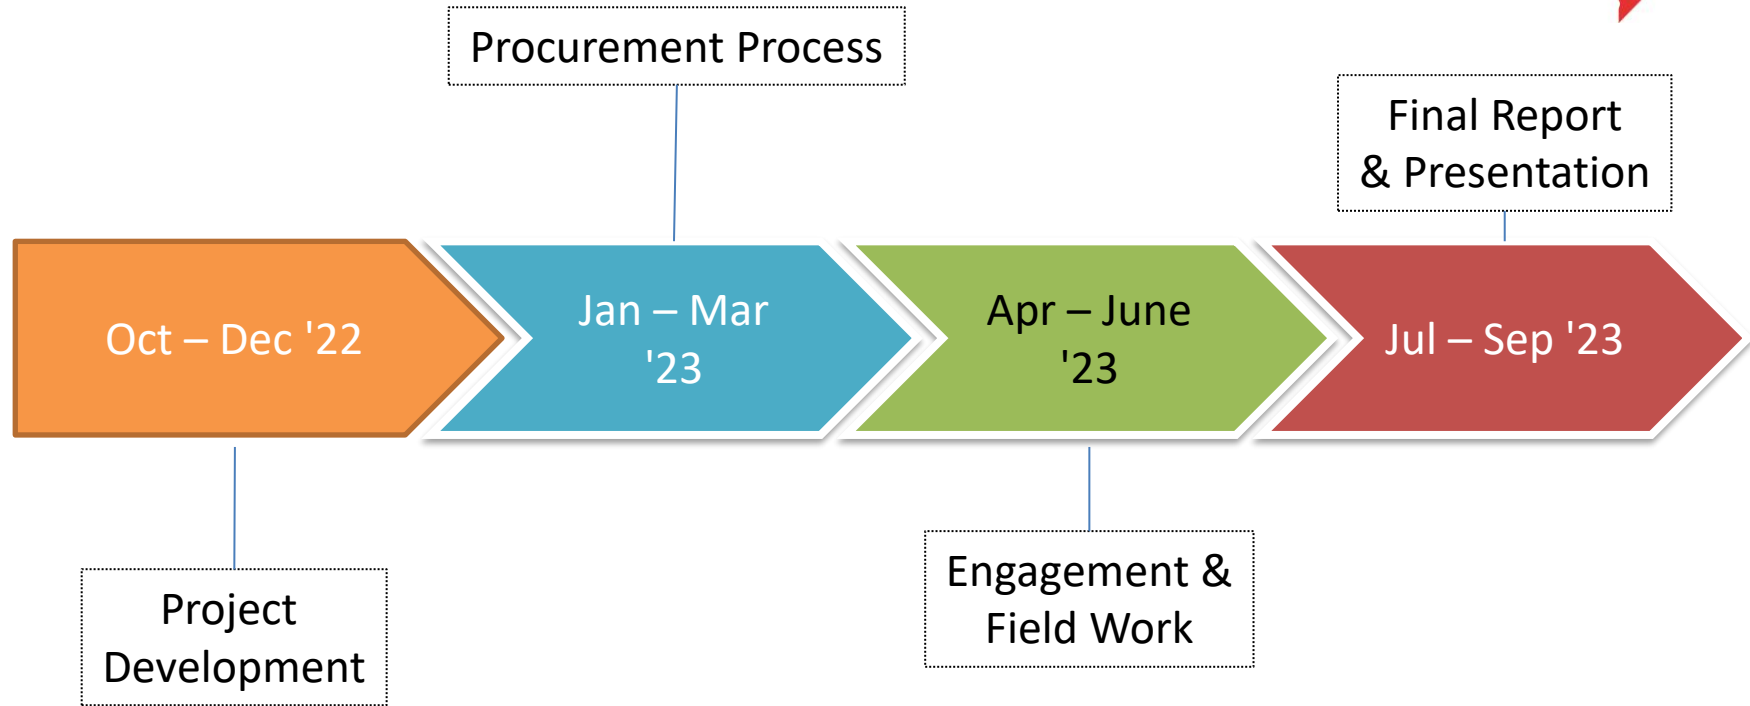 Procurement Process
Final Report
& Presentation
Oct – Dec '22
Jan – Mar
'23
Apr – June
'23
Jul – Sep '23
Project
Development
Engagement &
Field Work